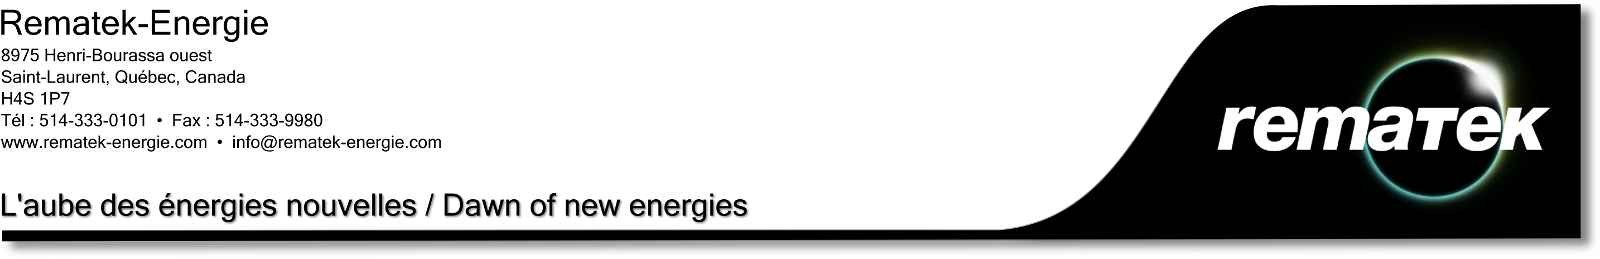 Rematek-Energie
8975 Henri-Bourassa ouest
Saint-Laurent, Québec, Canada
H4S 1P7
Tél : 514-333-0101 • Fax : 514-333-9980
www.rematek-energie.com • info@rematek-energie.com
L'aube des énergies nouvelles / Dawn of new energies
rematek